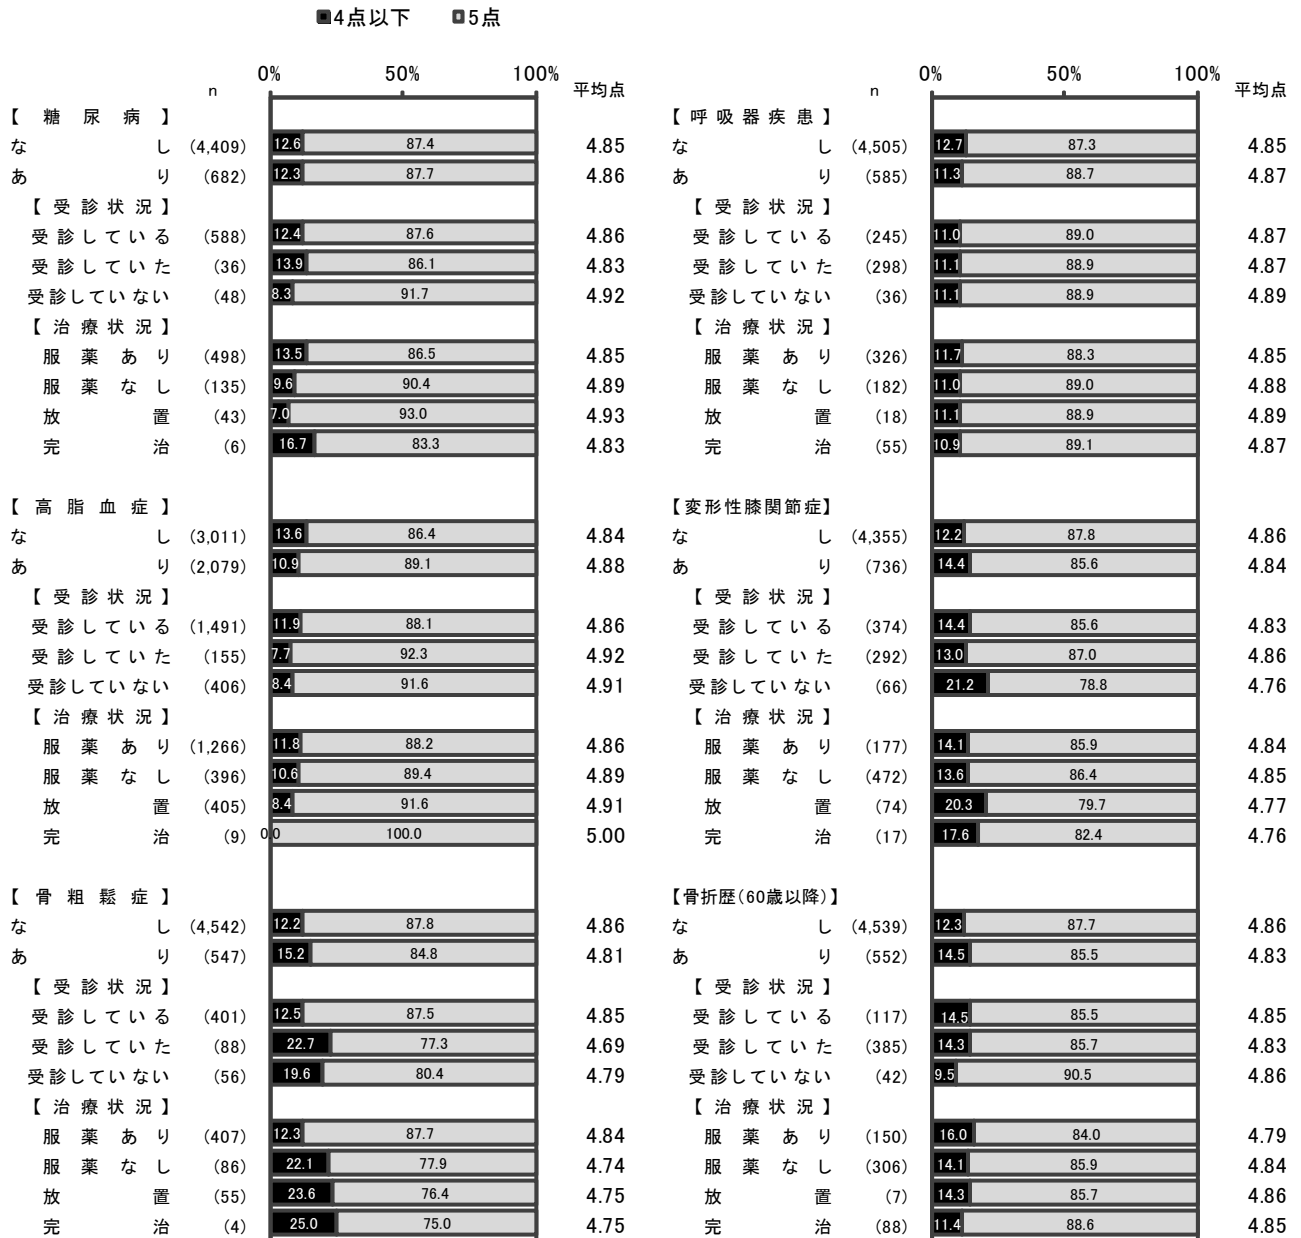 ■4点以下 ■5点
0% 50% 100%
n 平均点
【糖尿病】
なし (4,409) 12.6 87.4 4.85
あり (682) 12.3 87.7 4.86
【受診状況】
受診している (588) 12.4 87.6 4.86
受診していた (36) 13.9 86.1 4.83
受診していない (48) 8.3 91.7 4.92
【治療状況】
服薬あり (498) 13.5 86.5 4.85
服薬なし (135) 9.6 90.4 4.89
放置 (43) 7.0 93.0 4.93
完治 (6) 16.7 83.3 4.83
【高脂血症】
なし (3,011) 13.6 86.4 4.84
あり (2,079) 10.9 89.1 4.88
【受診状況】
受診している (1,491) 11.9 88.1 4.86
受診していた (155) 7.7 92.3 4.92
受診していない (406) 8.4 91.6 4.91
【治療状況】
服薬あり (1,266) 11.8 88.2 4.86
服薬なし (396) 10.6 89.4 4.89
放置 (405) 8.4 91.6 4.91
完治 (9) 0.0 100.0 5.00
【骨粗鬆症】
なし (4,542) 12.2 87.8 4.86
あり (547) 15.2 84.8 4.81
【受診状況】
受診している (401) 12.5 87.5 4.85
受診していた (88) 22.7 77.3 4.69
受診していない (56) 19.6 80.4 4.79
【治療状況】
服薬あり (407) 12.3 87.7 4.84
服薬なし (86) 22.1 77.9 4.74
放置 (55) 23.6 76.4 4.75
完治 (4) 25.0 75.0 4.75
0% 50% 100%
n 平均点
【呼吸器疾患】
なし (4,505) 12.7 87.3 4.85
あり (585) 11.3 88.7 4.87
【受診状況】
受診している (245) 11.0 89.0 4.87
受診していた (298) 11.1 88.9 4.87
受診していない (36) 11.1 88.9 4.89
【治療状況】
服薬あり (326) 11.7 88.3 4.85
服薬なし (182) 11.0 89.0 4.88
放置 (18) 11.1 88.9 4.89
完治 (55) 10.9 89.1 4.87
【変形性膝関節症】
なし (4,355) 12.2 87.8 4.86
あり (736) 14.4 85.6 4.84
【受診状況】
受診している (374) 14.4 85.6 4.83
受診していた (292) 13.0 87.0 4.86
受診していない (66) 21.2 78.8 4.76
【治療状況】
服薬あり (177) 14.1 85.9 4.84
服薬なし (472) 13.6 86.4 4.85
放置 (74) 20.3 79.7 4.77
完治 (17) 17.6 82.4 4.76
【骨折歴(60歳以降)】
なし (4,539) 12.3 87.7 4.86
あり (552) 14.5 85.5 4.83
【受診状況】
受診している (117) 14.5 85.5 4.85
受診していた (385) 14.3 85.7 4.83
受診していない (42) 9.5 90.5 4.86
【治療状況】
服薬あり (150) 16.0 84.0 4.79
服薬なし (306) 14.1 85.9 4.84
放置 (7) 14.3 85.7 4.86
完治 (88) 11.4 88.6 4.85